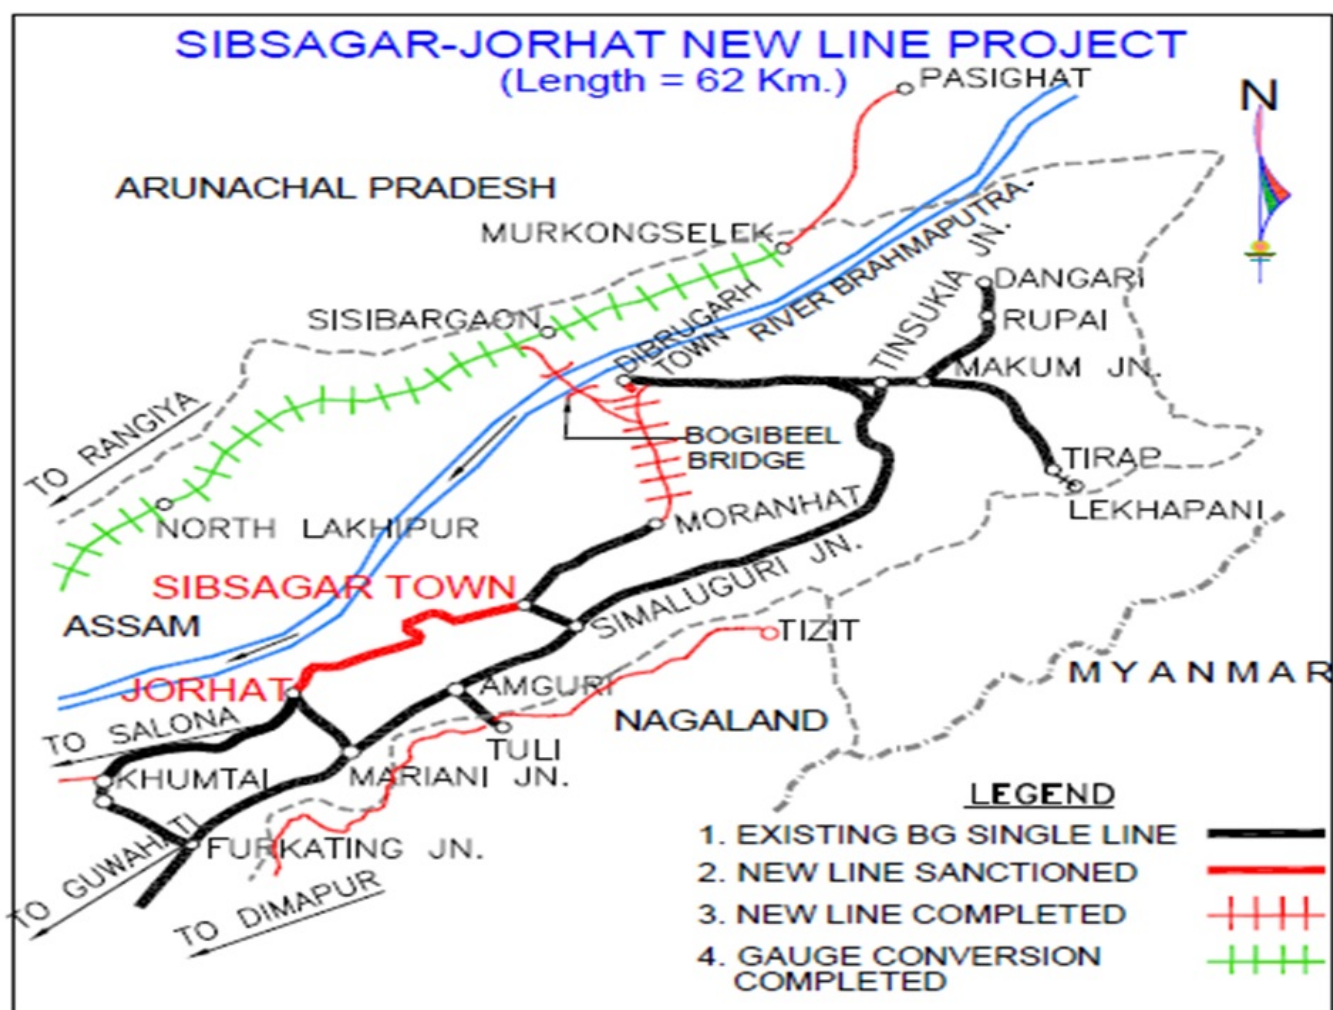 SIBSAGAR-JORHAT NEW LINE PROJECT
(Length = 62 Km.)
PASIGHAT
N
ARUNACHAL PRADESH
MURKONGSELEK
RIVER BRAHMAPUTRA
SISIBARGAON
DIBRUGARH
TOWN
TINSUKIA JN.
DANGARI
RUPAI
MAKUM JN.
TO RANGIYA
BOGIBEEL
BRIDGE
TIRAP
LEKHAPANI
NORTH LAKHIPUR
MORANHAT
SIBSAGAR TOWN
SIMALUGURI JN.
ASSAM
TIZIT
MYANMAR
JORHAT
AMGURI
NAGALAND
TO SALONA
TULI
KHUMTAI
MARIANI JN.
FURKATING JN.
TO GUWAHATI
TO DIMAPUR
LEGEND
1. EXISTING BG SINGLE LINE
2. NEW LINE SANCTIONED
3. NEW LINE COMPLETED
4. GAUGE CONVERSION
COMPLETED